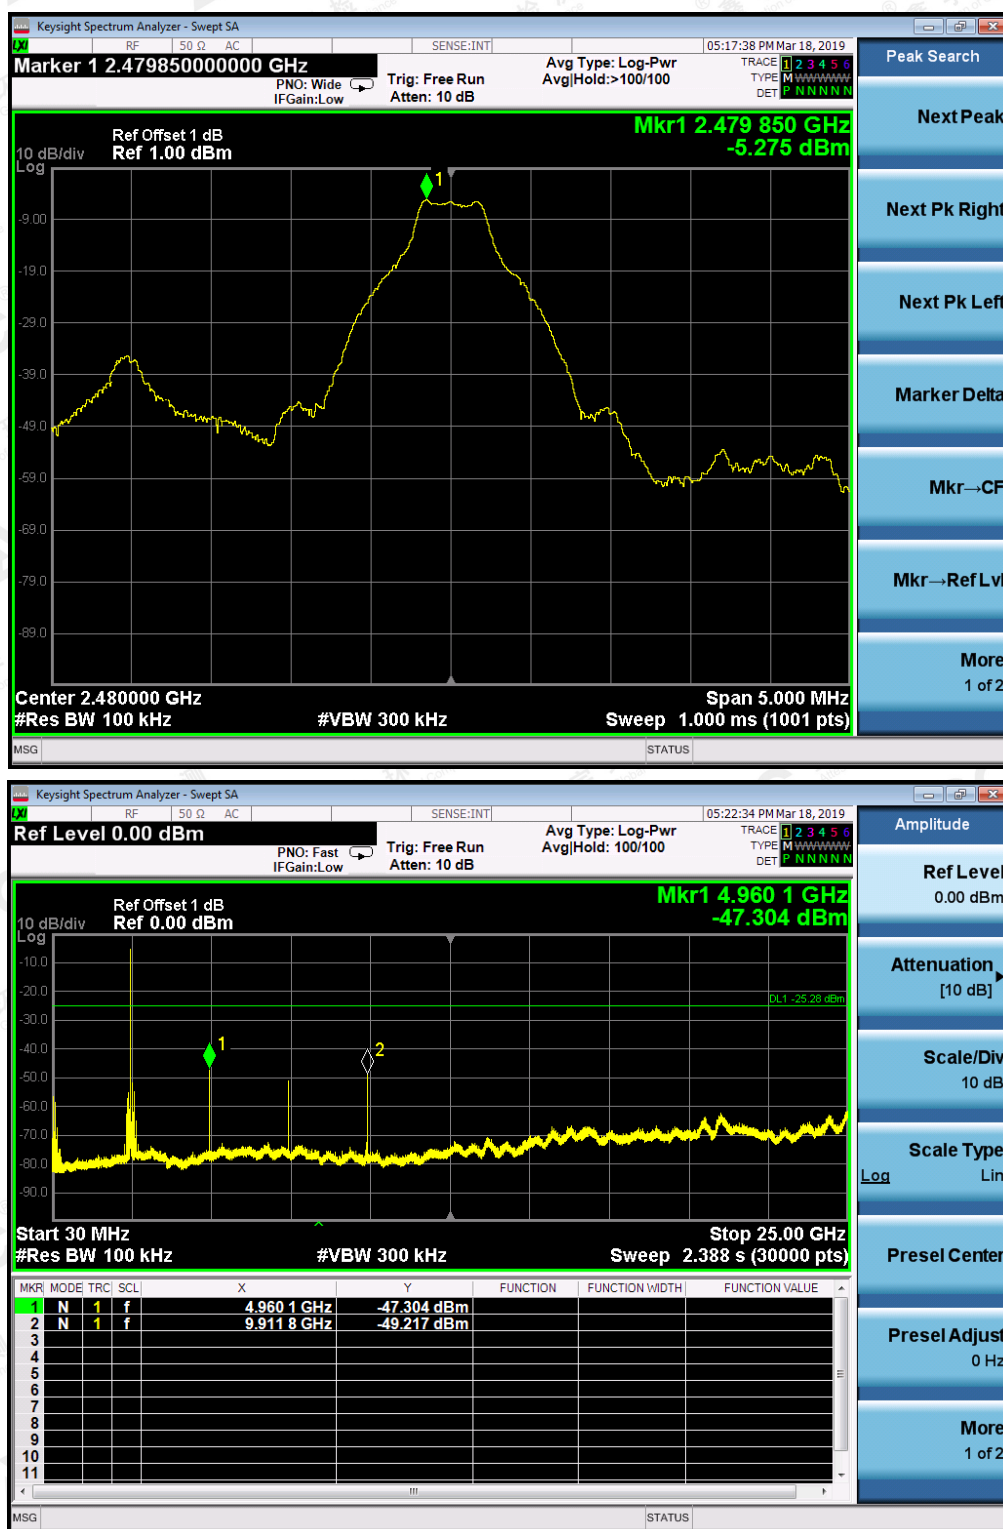 Keysight Spectrum Analyzer - Swept SA
LXI RF 50 Ω AC SENSE:INT 05:17:38 PM Mar 18, 2019
Marker 1 2.479850000000 GHz
PNO: Wide
IFGain:Low
Trig: Free Run
Atten: 10 dB
Avg Type: Log-Pwr
Avg|Hold:>100/100
TRACE 1 2 3 4 5 6
TYPE M WWWWW
DET P N N N N N
Mkr1 2.479 850 GHz
-5.275 dBm
Ref Offset 1 dB
10 dB/div Ref 1.00 dBm
Log
1
-9.00
-19.0
-29.0
-39.0
-49.0
-59.0
-69.0
-79.0
-89.0
Center 2.480000 GHz Span 5.000 MHz
#Res BW 100 kHz #VBW 300 kHz Sweep 1.000 ms (1001 pts)
MSG STATUS
Peak Search
Next Peak
Next Pk Right
Next Pk Left
Marker Delta
Mkr→CF
Mkr→Ref Lvl
More
1 of 2
Keysight Spectrum Analyzer - Swept SA
LXI RF 50 Ω AC SENSE:INT 05:22:34 PM Mar 18, 2019
Ref Level 0.00 dBm
PNO: Fast
IFGain:Low
Trig: Free Run
Atten: 10 dB
Avg Type: Log-Pwr
Avg|Hold: 100/100
TRACE 1 2 3 4 5 6
TYPE M WWWWW
DET P N N N N N
Mkr1 4.960 1 GHz
-47.304 dBm
Ref Offset 1 dB
10 dB/div Ref 0.00 dBm
Log
-10.0
-20.0
DL1 -25.28 dBm
-30.0
-40.0
1
2
-50.0
-60.0
-70.0
-80.0
-90.0
Start 30 MHz Stop 25.00 GHz
#Res BW 100 kHz #VBW 300 kHz Sweep 2.388 s (30000 pts)
MKR MODE TRC SCL X Y FUNCTION FUNCTION WIDTH FUNCTION VALUE
1 N 1 f 4.960 1 GHz -47.304 dBm
2 N 1 f 9.911 8 GHz -49.217 dBm
3
4
5
6
7
8
9
10
11
MSG STATUS
Amplitude
Ref Level
0.00 dBm
Attenuation
[10 dB]
Scale/Div
10 dB
Scale Type
Log Lin
Presel Center
Presel Adjust
0 Hz
More
1 of 2